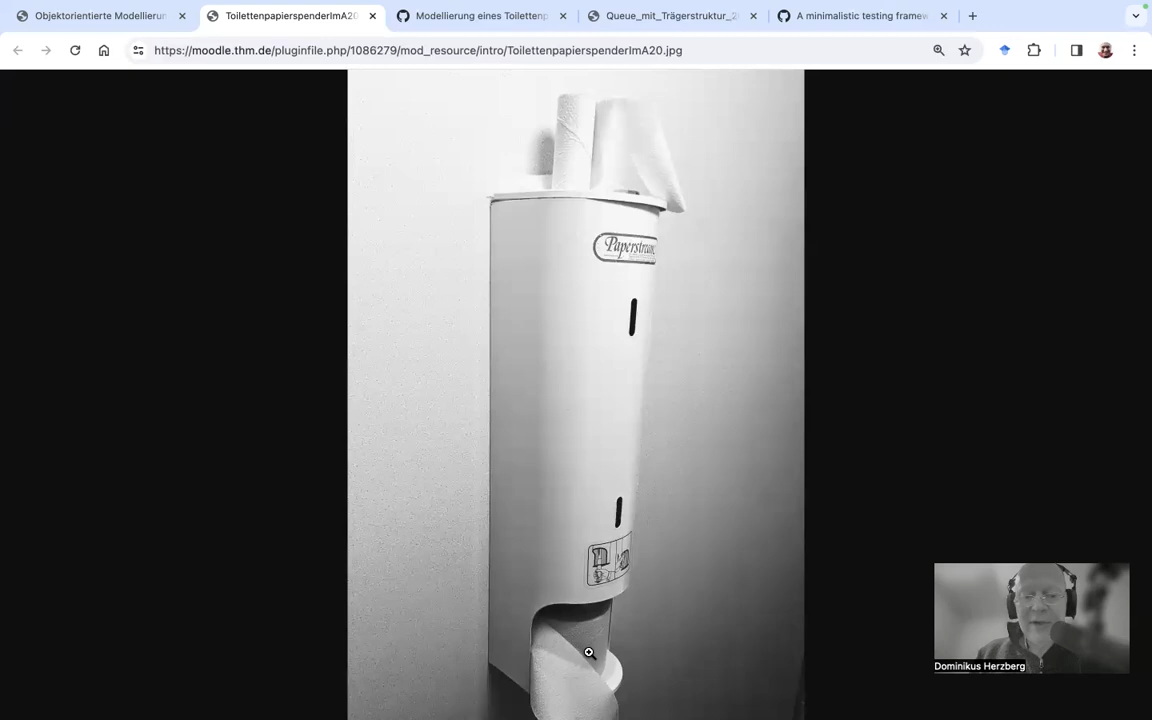 Objektorientierte Modellierun
ToilettenpapierspenderImA20
Modellierung eines Toilettenp
Queue_mit_Trägerstruktur_2
A minimalistic testing framew
https://moodle.thm.de/pluginfile.php/1086279/mod_resource/intro/ToilettenpapierspenderImA20.jpg
Dominikus Herzberg